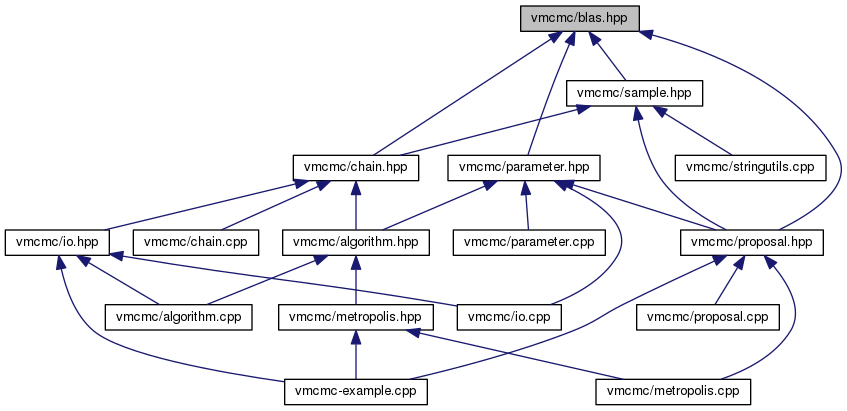 vmcmc/blas.hpp
vmcmc/sample.hpp
vmcmc/chain.hpp
vmcmc/parameter.hpp
vmcmc/stringutils.cpp
vmcmc/io.hpp
vmcmc/chain.cpp
vmcmc/algorithm.hpp
vmcmc/parameter.cpp
vmcmc/proposal.hpp
vmcmc/algorithm.cpp
vmcmc/metropolis.hpp
vmcmc/io.cpp
vmcmc/proposal.cpp
vmcmc-example.cpp
vmcmc/metropolis.cpp